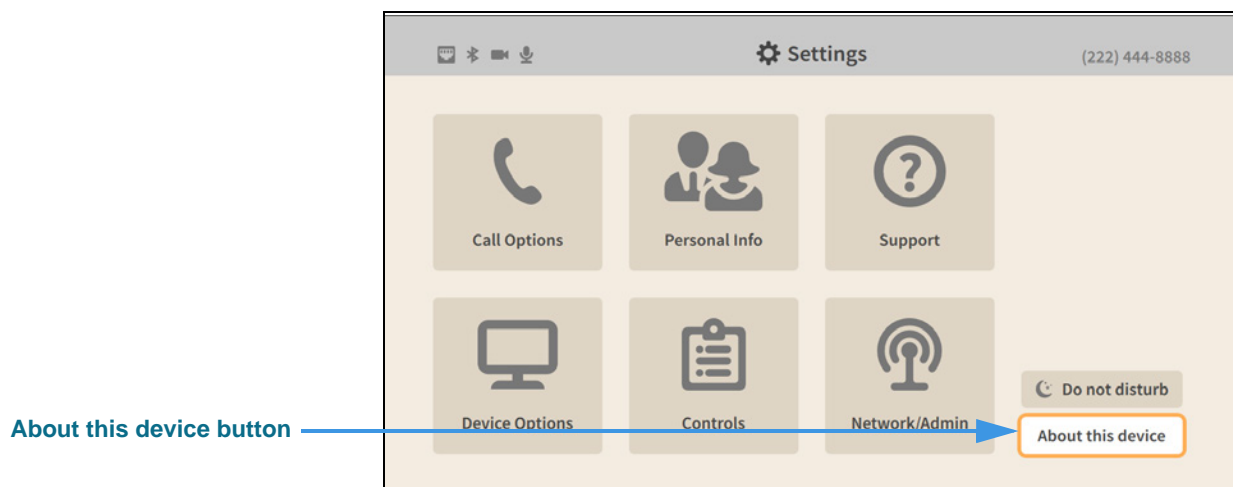 Settings
(222) 444-8888
Call Options
Personal Info
Support
Device Options
Controls
Network/Admin
Do not disturb
About this device
About this device button